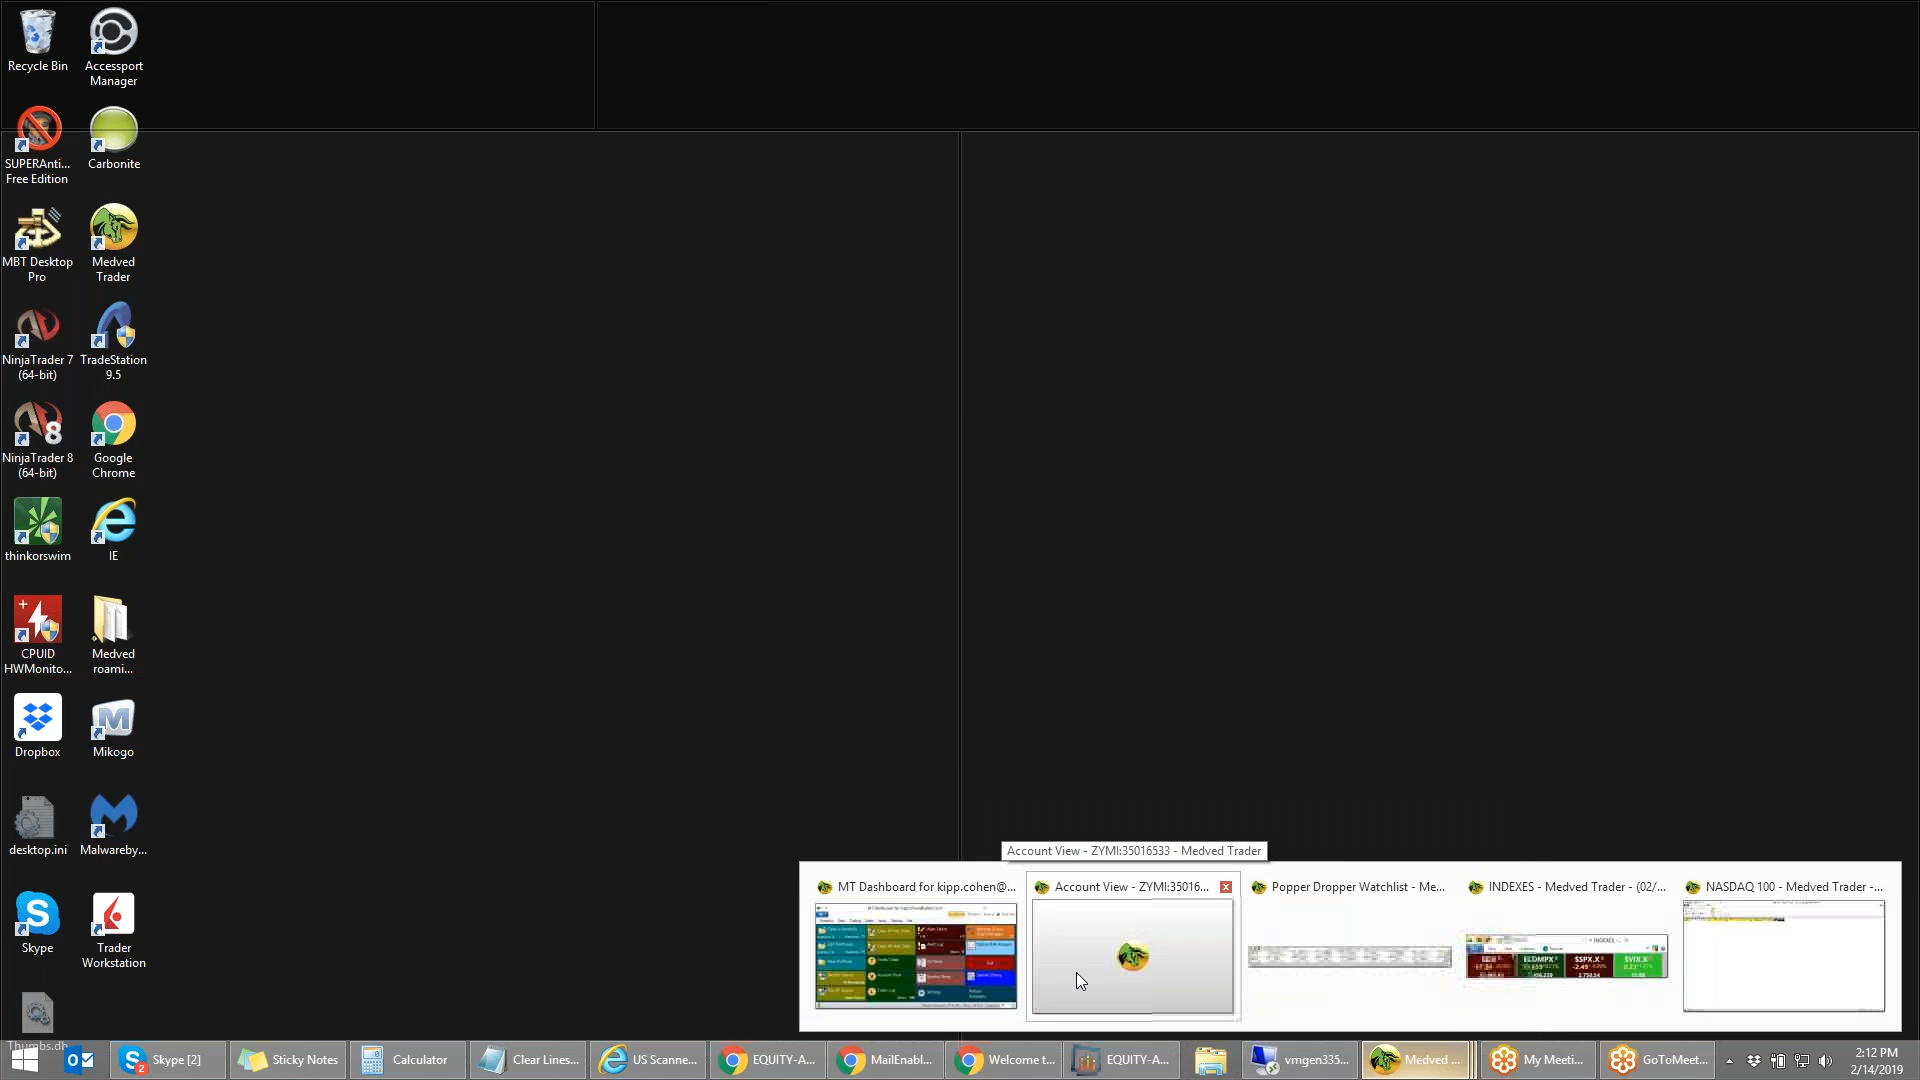 Recycle Bin
Accessport
Manager
SUPERAnti...
Free Edition
Carbonite
MBT Desktop
Pro
Medved
Trader
NinjaTrader 7
(64-bit)
TradeStation
9.5
NinjaTrader 8
(64-bit)
Google
Chrome
thinkorswim
IE
CPUID
HWMonito...
Medved
roami...
Dropbox
Mikogo
desktop.ini
Malwareby...
Skype
Trader
Workstation
Thumbs.db
Account View - ZYMI:35016533 - Medved Trader
MT Dashboard for kipp.cohen@...
Account View - ZYMI:35016...
Popper Dropper Watchlist - Me...
INDEXES - Medved Trader - (02/...
NASDAQ 100 - Medved Trader -...
Skype [2]
Sticky Notes
Calculator
Clear Lines...
US Scanne...
EQUITY-A...
MailEnabl...
Welcome t...
EQUITY-A...
vmgen335...
Medved ...
My Meeti...
GoToMeet...
2:12 PM
2/14/2019